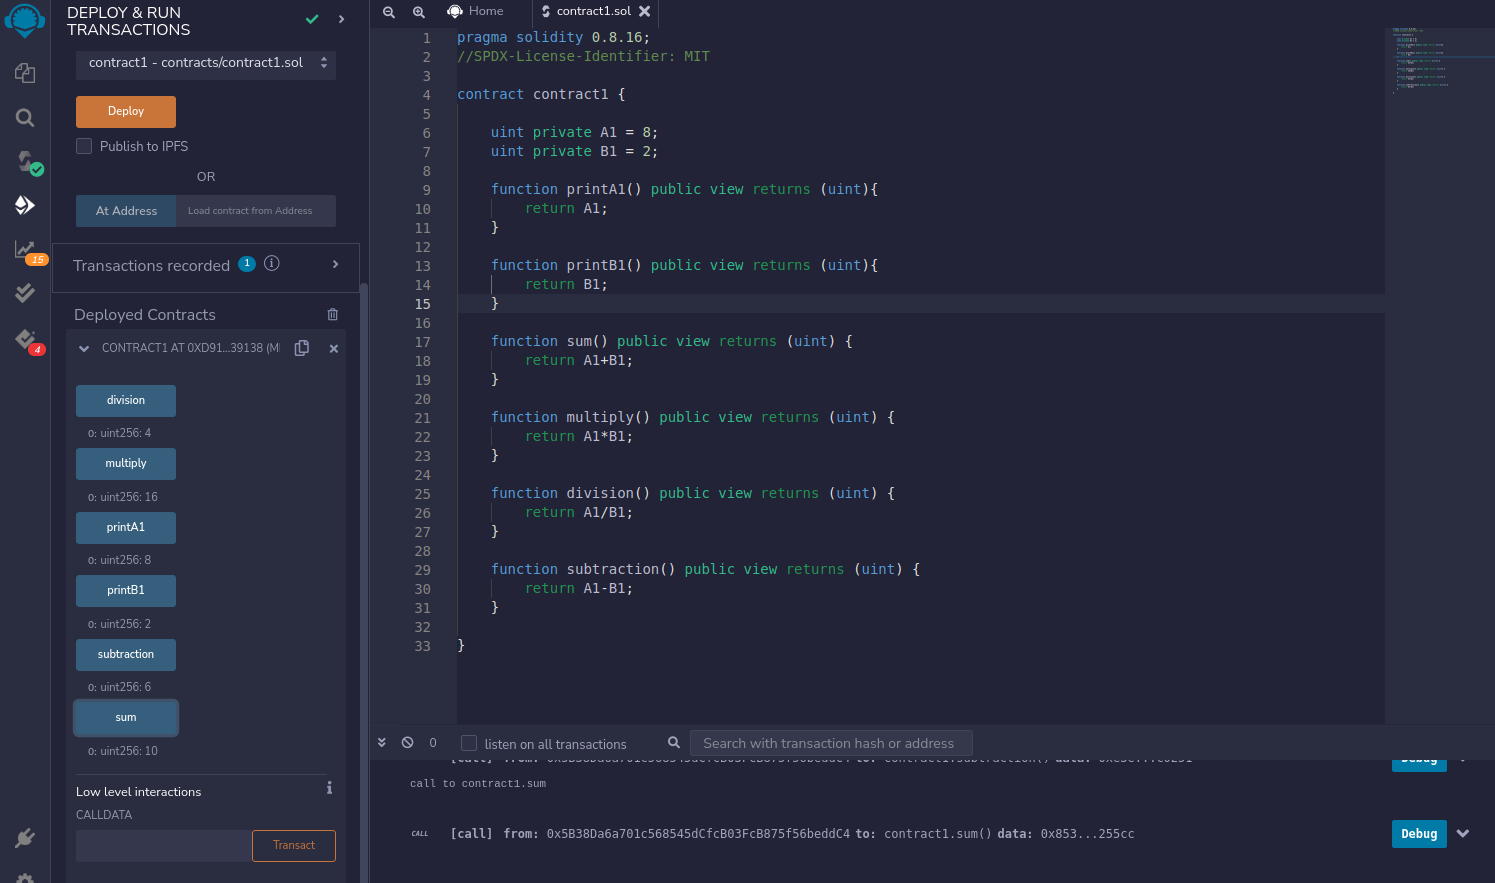 DEPLOY & RUN
TRANSACTIONS
contract1 - contracts/contract1.sol
Deploy
Publish to IPFS
OR
At Address
Load contract from Address
15
Transactions recorded 1
Deployed Contracts
4
CONTRACT1 AT 0XD91...39138 (M
division
0: uint256: 4
multiply
0: uint256: 16
printA1
0: uint256: 8
printB1
0: uint256: 2
subtraction
0: uint256: 6
sum
0: uint256: 10
Low level interactions
CALLDATA
Transact
Home
contract1.sol
1 pragma solidity 0.8.16;
2 //SPDX-License-Identifier: MIT
3
4 contract contract1 {
5
6 uint private A1 = 8;
7 uint private B1 = 2;
8
9 function printA1() public view returns (uint){
10 return A1;
11 }
12
13 function printB1() public view returns (uint){
14 return B1;
15 }
16
17 function sum() public view returns (uint) {
18 return A1+B1;
19 }
20
21 function multiply() public view returns (uint) {
22 return A1*B1;
23 }
24
25 function division() public view returns (uint) {
26 return A1/B1;
27 }
28
29 function subtraction() public view returns (uint) {
30 return A1-B1;
31 }
32
33 }
0
listen on all transactions
Search with transaction hash or address
call to contract1.sum
CALL [call] from: 0x5B38Da6a701c568545dCfcB03FcB875f56beddC4 to: contract1.sum() data: 0x853...255cc
Debug